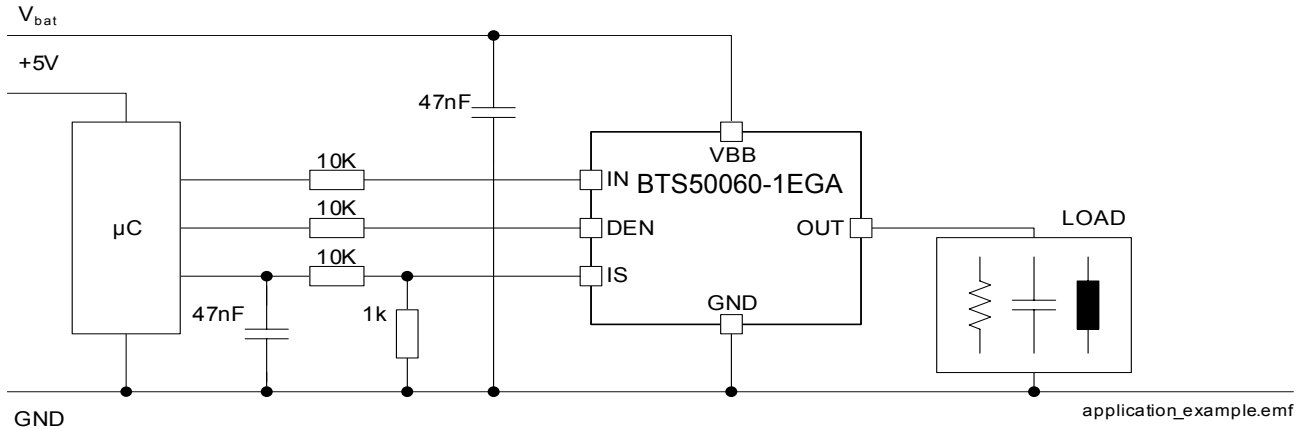 Vbat
+5V
47nF
VBB
10K
IN
BTS50060-1EGA
10K
µC
DEN
OUT
LOAD
10K
IS
47nF
1k
GND
GND
application_example.emf